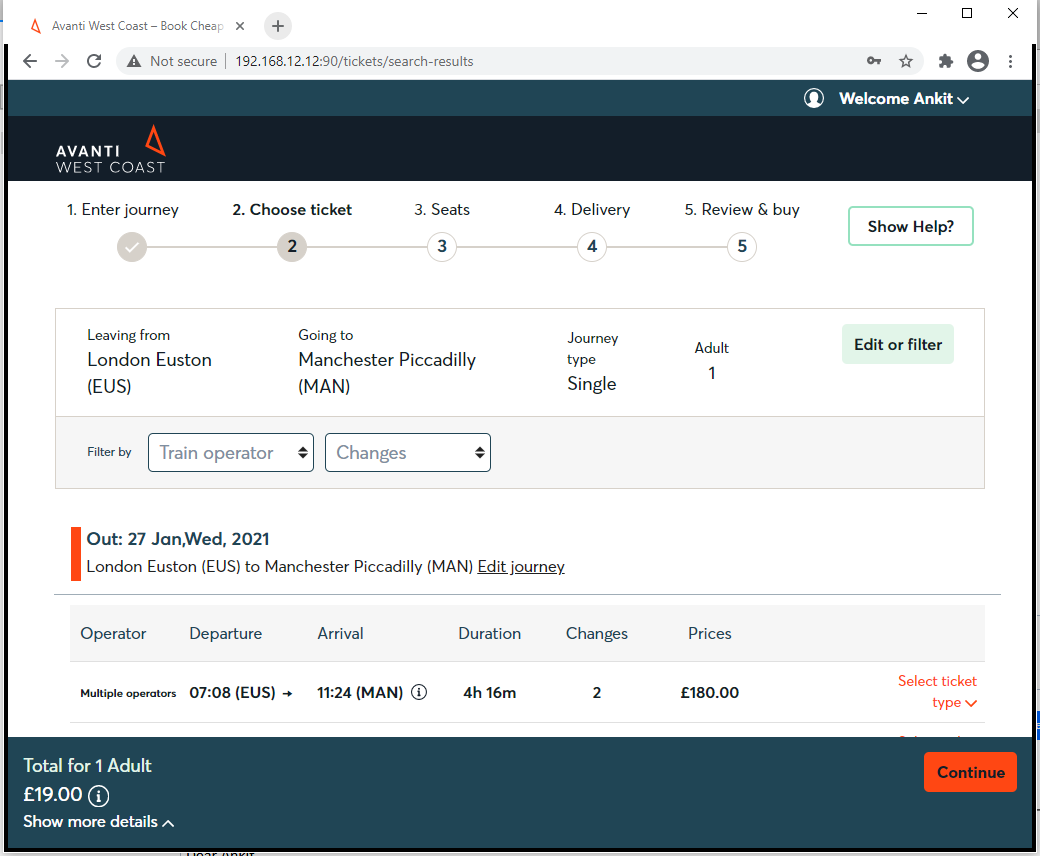 Avanti West Coast – Book Cheap
Not secure | 192.168.12.12:90/tickets/search-results
Welcome Ankit
AVANTI
WEST COAST
1. Enter journey 2. Choose ticket 3. Seats 4. Delivery 5. Review & buy
Show Help?
2 3 4 5
Leaving from
London Euston
(EUS)
Going to
Manchester Piccadilly
(MAN)
Journey
type
Single
Adult
1
Edit or filter
Filter by Train operator Changes
Out: 27 Jan,Wed, 2021
London Euston (EUS) to Manchester Piccadilly (MAN) Edit journey
Operator Departure Arrival Duration Changes Prices
Multiple operators 07:08 (EUS) → 11:24 (MAN) 4h 16m 2 £180.00 Select ticket
type
Total for 1 Adult
£19.00
Continue
Show more details